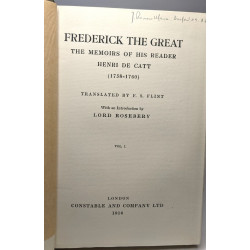 FREDERICK THE GREAT
THE MEMOIRS OF HIS READER
HENRI DE CATT
(1758-1760)
TRANSLATED BY F. S. FLINT
With an Introduction by
LORD ROSEBERY
VOL. I
LONDON
CONSTABLE AND COMPANY LTD